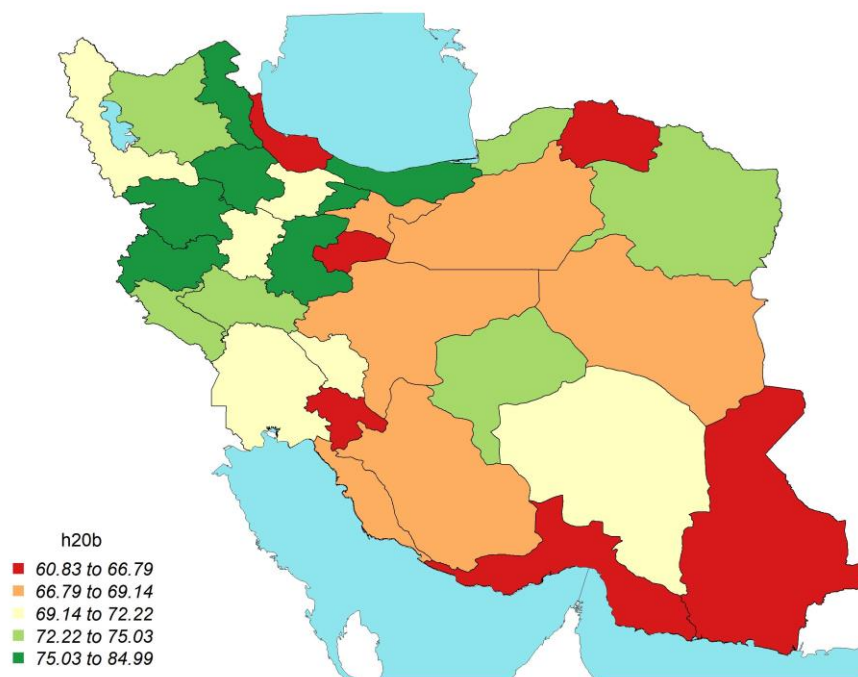 h20b
60.83 to 66.79
66.79 to 69.14
69.14 to 72.22
72.22 to 75.03
75.03 to 84.99